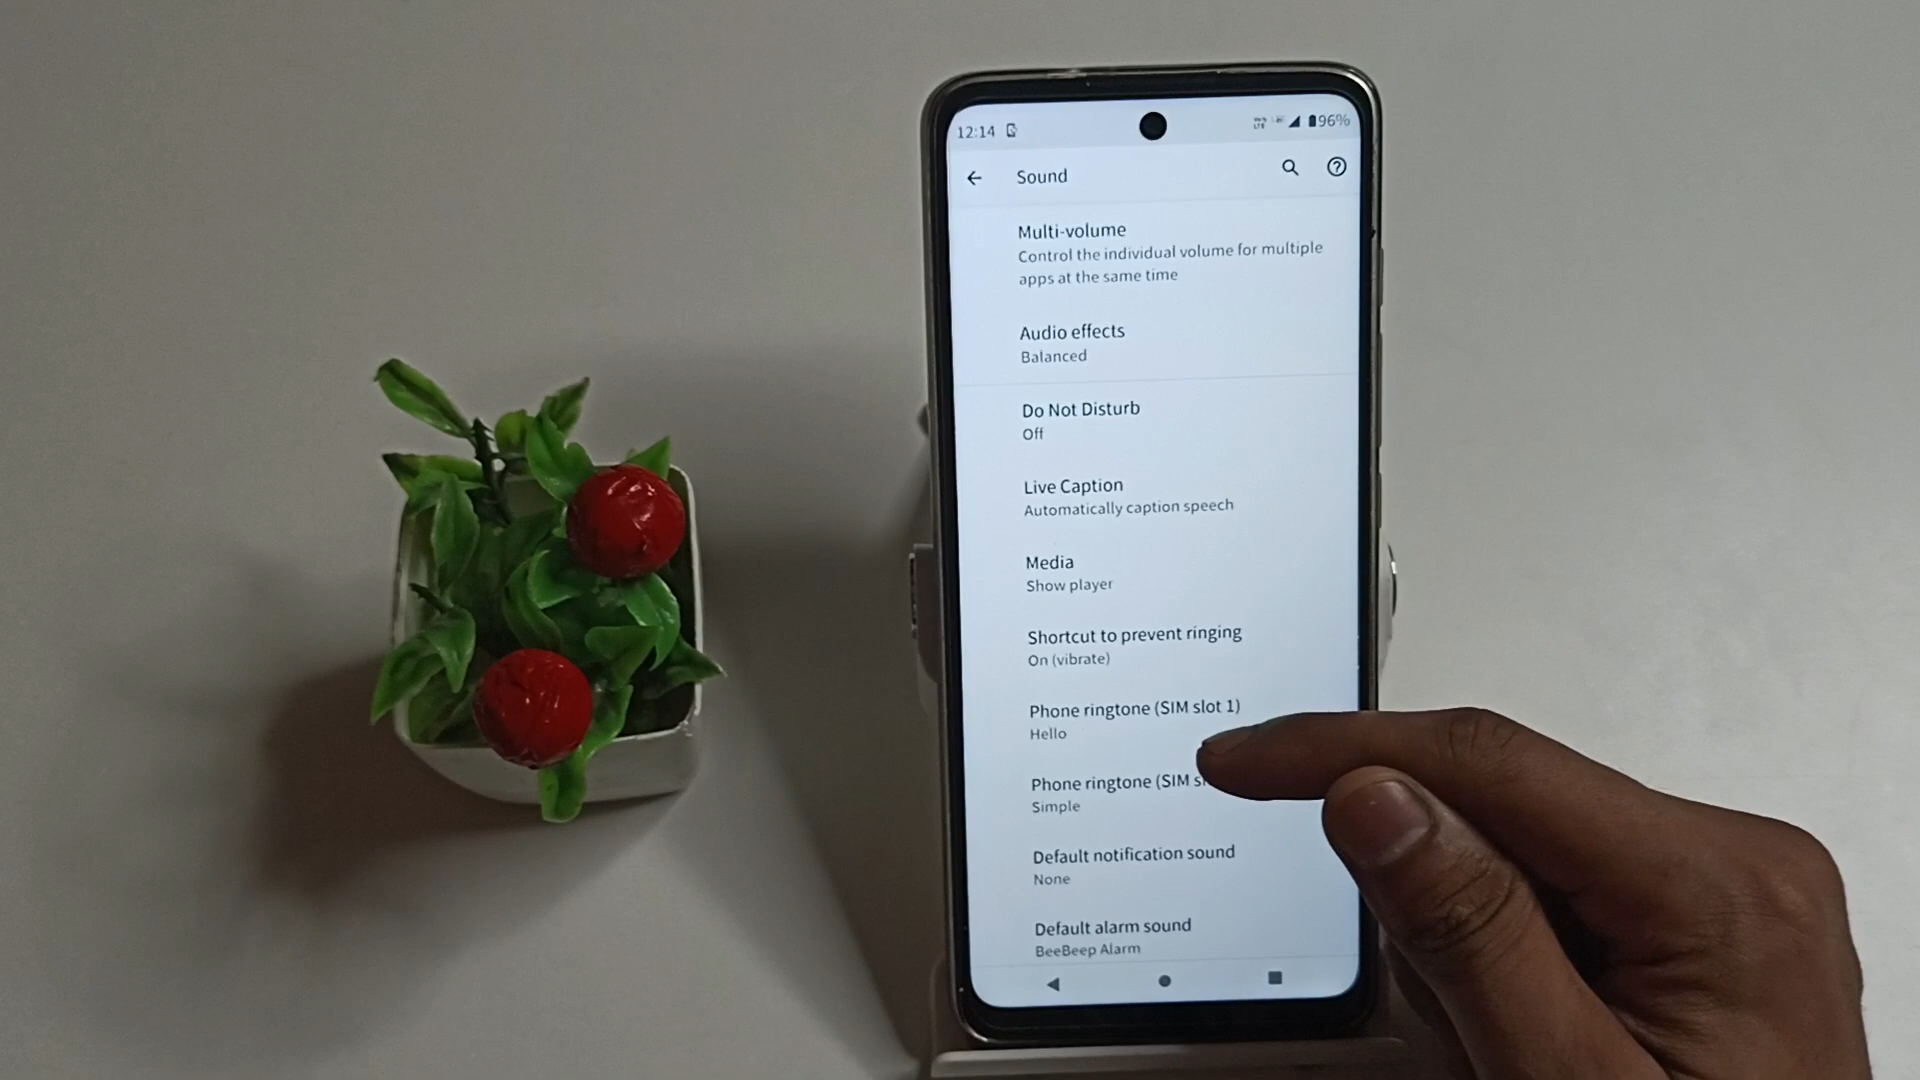 12:14 96%
Sound
Multi-volume
Control the individual volume for multiple
apps at the same time
Audio effects
Balanced
Do Not Disturb
Off
Live Caption
Automatically caption speech
Media
Show player
Shortcut to prevent ringing
On (vibrate)
Phone ringtone (SIM slot 1)
Hello
Phone ringtone (SIM
Simple
Default notification sound
None
Default alarm sound
BeeBeep Alarm